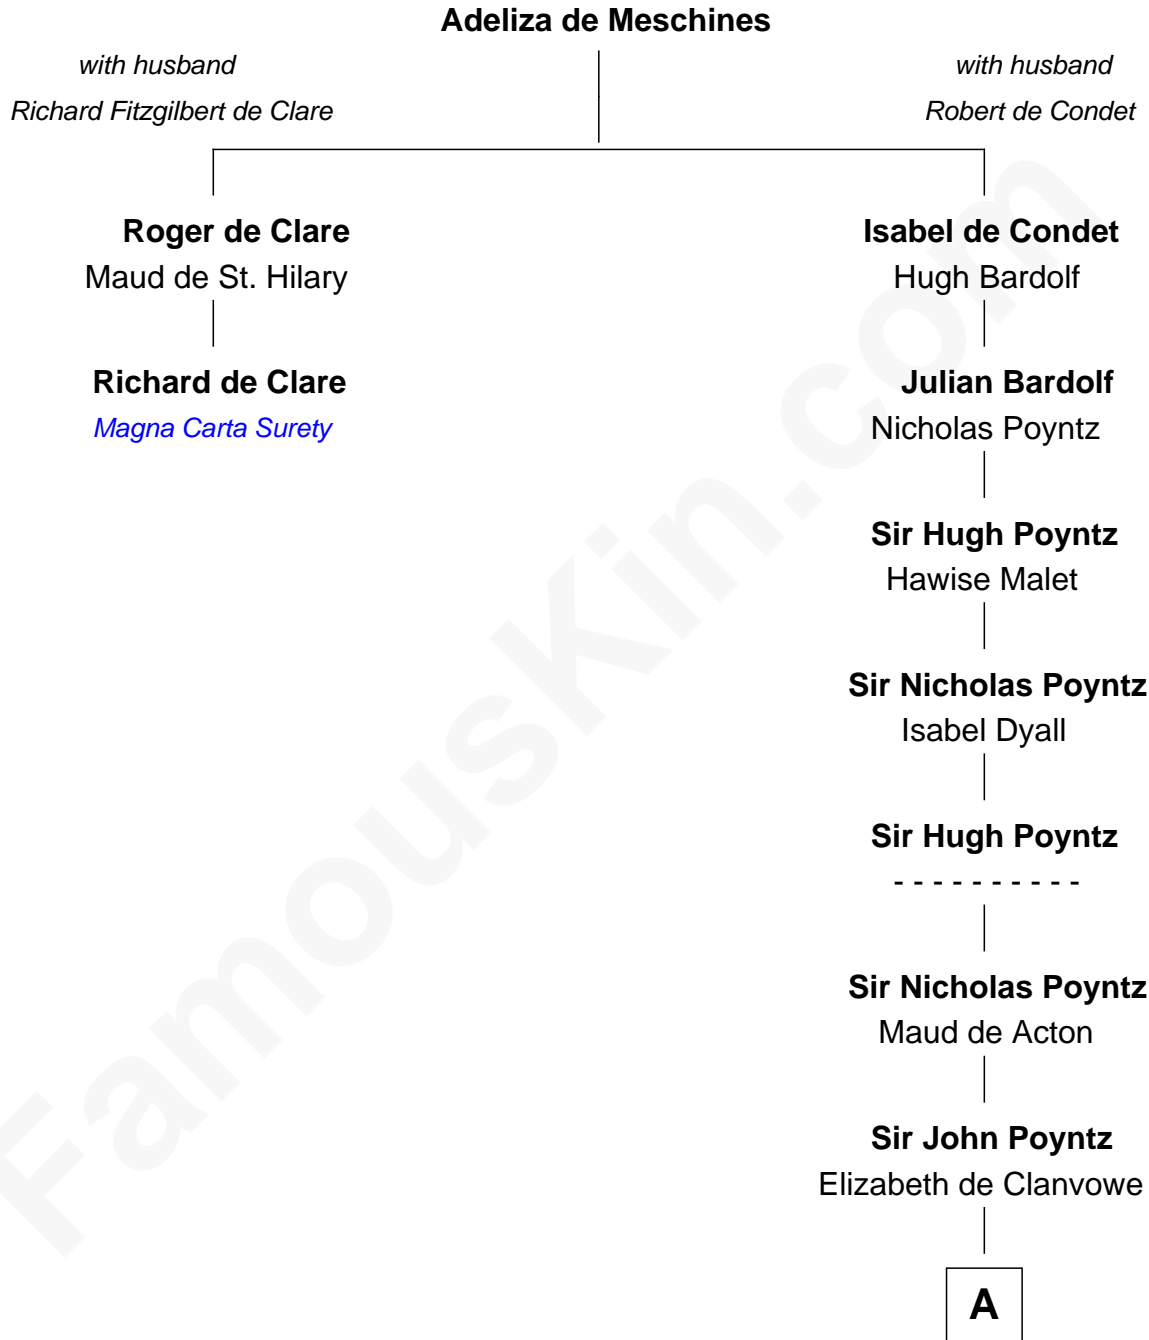 Adeliza de Meschines
with husband
Richard Fitzgilbert de Clare
with husband
Robert de Condet
Roger de Clare
Maud de St. Hilary
Isabel de Condet
Hugh Bardolf
Richard de Clare
Magna Carta Surety
Julian Bardolf
Nicholas Poyntz
Sir Hugh Poyntz
Hawise Malet
Sir Nicholas Poyntz
Isabel Dyall
Sir Hugh Poyntz
- - - - - - - - - -
Sir Nicholas Poyntz
Maud de Acton
Sir John Poyntz
Elizabeth de Clanvowe
A
FamousKin.com